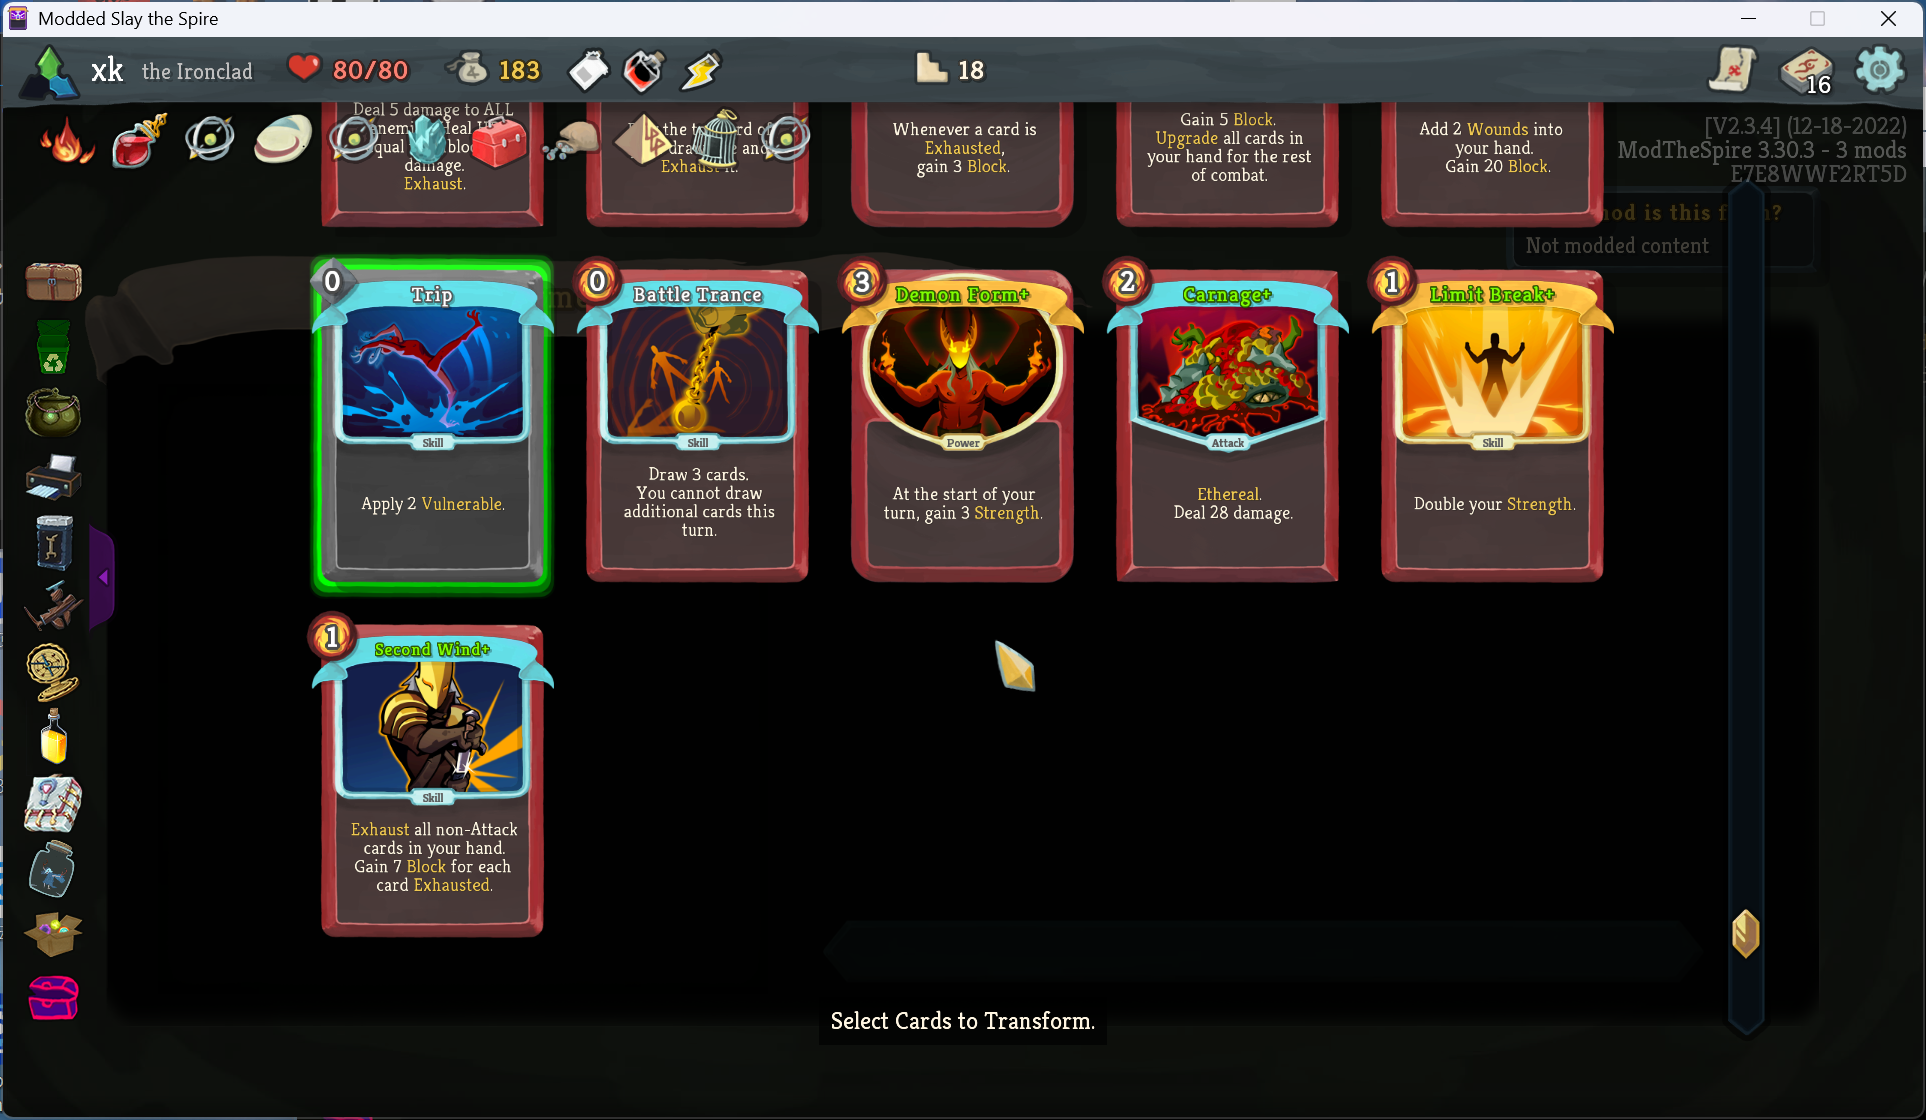 Modded Slay the Spire
xk the Ironclad 80/80 183 18 16
[V2.3.4] (12-18-2022)
ModTheSpire 3.30.3 - 3 mods
E7E8WWF2RT5D
mod is this f ?
Not modded content
Deal 5 damage to ALL
Heal
damage.
Exhaust.
the
and
Exhaust it.
Whenever a card is
Exhausted,
gain 3 Block.
Gain 5 Block.
Upgrade all cards in
your hand for the rest
of combat.
Add 2 Wounds into
your hand.
Gain 20 Block.
0
Trip
Skill
Apply 2 Vulnerable.
0
Battle Trance
Skill
Draw 3 cards.
You cannot draw
additional cards this
turn.
3
Demon Form+
Power
At the start of your
turn, gain 3 Strength.
2
Carnage+
Attack
Ethereal.
Deal 28 damage.
1
Limit Break+
Skill
Double your Strength.
1
Second Wind+
Skill
Exhaust all non-Attack
cards in your hand.
Gain 7 Block for each
card Exhausted.
Select Cards to Transform.